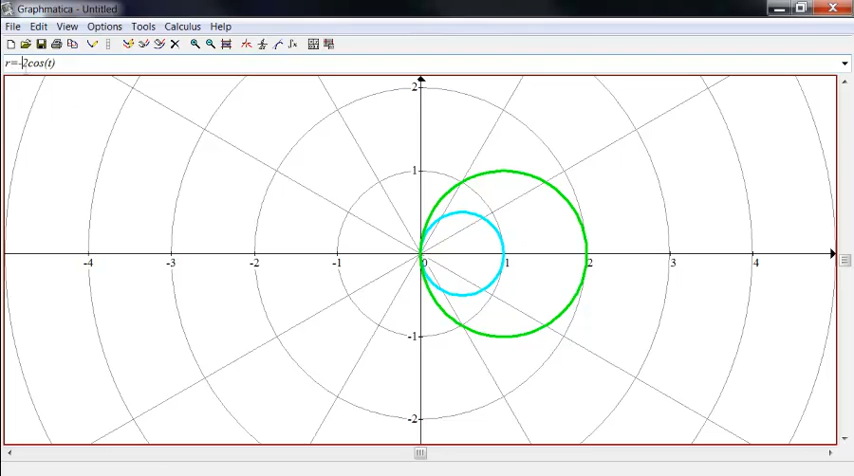 Graphmatica - Untitled
File Edit View Options Tools Calculus Help
r=-2cos(t)
2
1
-4 -3 -2 -1 0 1 2 3 4
-1
-2